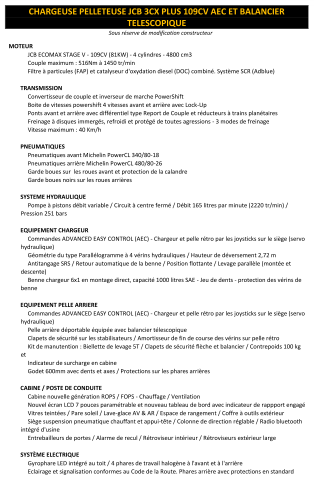 CHARGEUSE PELLETEUSE JCB 3CX PLUS 109CV AEC ET BALANCIER
TELESCOPIQUE
Sous réserve de modification constructeur
MOTEUR
JCB ECOMAX STAGE V - 109CV (81KW) - 4 cylindres - 4800 cm3
Couple maximum : 516Nm à 1450 tr/min
Filtre à particules (FAP) et catalyseur d'oxydation diesel (DOC) combiné. Système SCR (Adblue)
TRANSMISSION
Convertisseur de couple et inverseur de marche PowerShift
Boite de vitesses powershift 4 vitesses avant et arrière avec Lock-Up
Ponts avant et arrière avec différentiel type Report de Couple et réducteurs à trains planétaires
Freinage à disques immergés, refroidi et protégé de toutes agressions - 3 modes de freinage
Vitesse maximum : 40 Km/h
PNEUMATIQUES
Pneumatiques avant Michelin PowerCL 340/80-18
Pneumatiques arrière Michelin PowerCL 480/80-26
Garde boues sur les roues avant et protection de la calandre
Garde boues noirs sur les roues arrières
SYSTEME HYDRAULIQUE
Pompe à pistons débit variable / Circuit à centre fermé / Débit 165 litres par minute (2220 tr/min) /
Pression 251 bars
EQUIPEMENT CHARGEUR
Commandes ADVANCED EASY CONTROL (AEC) - Chargeur et pelle rétro par les joysticks sur le siège (servo
hydraulique)
Géométrie du type Parallélogramme à 4 vérins hydrauliques / Hauteur de déversement 2,72 m
Antitangage SRS / Retour automatique de la benne / Position flottante / Levage parallèle (montée et
descente)
Benne chargeur 6x1 en montage direct, capacité 1000 litres SAE - Jeu de dents - protection des vérins de
benne
EQUIPEMENT PELLE ARRIERE
Commandes ADVANCED EASY CONTROL (AEC) - Chargeur et pelle rétro par les joysticks sur le siège (servo
hydraulique)
Pelle arrière déportable équipée avec balancier telescopique
Clapets de sécurité sur les stabilisateurs / Amortisseur de fin de course des vérins sur pelle rétro
Kit de manutention : Biellette de levage 5T / Clapets de sécurité flèche et balancier / Contrepoids 100 kg
et
Indicateur de surcharge en cabine
Godet 600mm avec dents et axes / Protections sur les phares arrières
CABINE / POSTE DE CONDUITE
Cabine nouvelle génération ROPS / FOPS - Chauffage / Ventilation
Nouvel écran LCD 7 pouces paramétrable et nouveau tableau de bord avec indicateur de rappport engagé
Vitres teintées / Pare soleil / Lave-glace AV & AR / Espace de rangement / Coffre à outils extérieur
Siège suspension pneumatique chauffant et appui-tête / Colonne de direction réglable / Radio bluetooth
intégré d'usine
Entrebailleurs de portes / Alarme de recul / Rétroviseur intérieur / Rétroviseurs extérieur large
SYSTÈME ELECTRIQUE
Gyrophare LED intégré au toit / 4 phares de travail halogène à l'avant et à l'arrière
Eclairage et signalisation conformes au Code de la Route. Phares arrière avec protections en standard